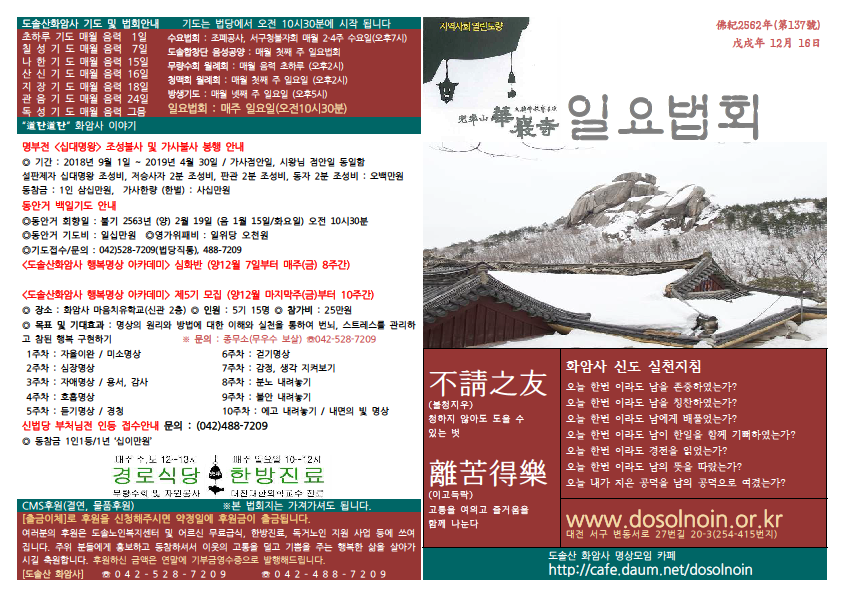 도솔산화암사 기도 및 법회안내
기도는 법당에서 오전 10시30분에 시작 됩니다
초하루 기도 매월 음력 1일
칠 성 기 도 매월 음력 7일
나 한 기 도 매월 음력 15일
산 신 기 도 매월 음력 16일
지 장 기 도 매월 음력 18일
관 음 기 도 매월 음력 24일
독 성 기 도 매월 음력 그믐
수요법회 : 조폐공사, 서구청불자회 매월 2·4주 수요일(오후7시)
도솔합창단 음성공양 : 매월 첫째 주 일요법회
무량수회 월례회 : 매월 음력 초하루 (오후2시)
청맥회 월례회 : 매월 첫째 주 일요일 (오후2시)
방생기도 : 매월 넷째 주 일요일 (오후5시)
일요법회 : 매주 일요일(오전10시30분)
"道란道란" 화암사 이야기
명부전 <십대명왕> 조성불사 및 가사불사 봉행 안내
◎ 기간 : 2018년 9월 1일 ~ 2019년 4월 30일 / 가사점안일, 시왕님 점안일 동일함
설판제자 십대명왕 조성비, 저승사자 2분 조성비, 판관 2분 조성비, 동자 2분 조성비 : 오백만원
동참금 : 1인 삼십만원, 가사한량 (한벌) : 사십만원
동안거 백일기도 안내
◎동안거 회향일 : 불기 2563년 (양) 2월 19일 (음 1월 15일/화요일) 오전 10시30분
◎동안거 기도비 : 일십만원 ◎영가위패비 : 일위당 오천원
◎기도접수/문의 : 042)528-7209(법당직통), 488-7209
<도솔산화암사 행복명상 아카데미> 심화반 (양12월 7일부터 매주(금) 8주간)
<도솔산화암사 행복명상 아카데미> 제5기 모집 (양12월 마지막주(금)부터 10주간)
◎ 장소 : 화암사 마음치유학교(신관 2층) ◎ 인원 : 5기 15명 ◎ 참가비 : 25만원
◎ 목표 및 기대효과 : 명상의 원리와 방법에 대한 이해와 실천을 통하여 번뇌, 스트레스를 관리하
고 참된 행복 구현하기 ※ 문의 : 종무소(무우수 보살) ☏042-528-7209
1주차 : 자율이완 / 미소명상
2주차 : 심장명상
3주차 : 자애명상 / 용서, 감사
4주차 : 호흡명상
5주차 : 듣기명상 / 경청
6주차 : 걷기명상
7주차 : 감정, 생각 지켜보기
8주차 : 분노 내려놓기
9주차 : 불안 내려놓기
10주차 : 에고 내려놓기 / 내면의 빛 명상
신법당 부처님전 인등 접수안내 문의 : (042)488-7209
◎ 동참금 1인1등/1년 '십이만원'
매주 수,토 12~13시
경로식당
무량수회 및 자원봉사
매주 일요일 10~12시
한방진료
대전대한의학교수 진료
CMS후원(결연, 물품후원) ※본 법회지는 가져가셔도 됩니다.
[출금이체]로 후원을 신청해주시면 약정일에 후원금이 출금됩니다.
여러분의 후원은 도솔노인복지센터 및 어르신 무료급식, 한방진료, 독거노인 지원 사업 등에 쓰여
집니다. 주위 분들에게 홍보하고 동참하셔서 이웃의 고통을 덜고 기쁨을 주는 행복한 삶을 살아가
시길 축원합니다. 후원하신 금액은 연말에 기부금영수증으로 발행해드립니다.
[도솔산 화암사] ☏042-528-7209 ☏042-488-7209
지역사회 열린도량
佛紀2562年(第137號)
戊戌年 12月 16日
兜率山 華巖寺
일요법회
不請之友
(불청지우)
청하지 않아도 도울 수
있는 벗
離苦得樂
(이고득락)
고통을 여의고 즐거움을
함께 나눈다
화암사 신도 실천지침
오늘 한번 이라도 남을 존중하였는가?
오늘 한번 이라도 남을 칭찬하였는가?
오늘 한번 이라도 남에게 배풀었는가?
오늘 한번 이라도 남이 한일을 함께 기뻐하였는가?
오늘 한번 이라도 경전을 읽었는가?
오늘 한번 이라도 남의 뜻을 따랐는가?
오늘 내가 지은 공덕을 남의 공덕으로 여겼는가?
www.dosolnoin.or.kr
대전 서구 변동서로 27번길 20-3(254-415번지)
도솔산 화암사 명상모임 카페
http://cafe.daum.net/dosolnoin